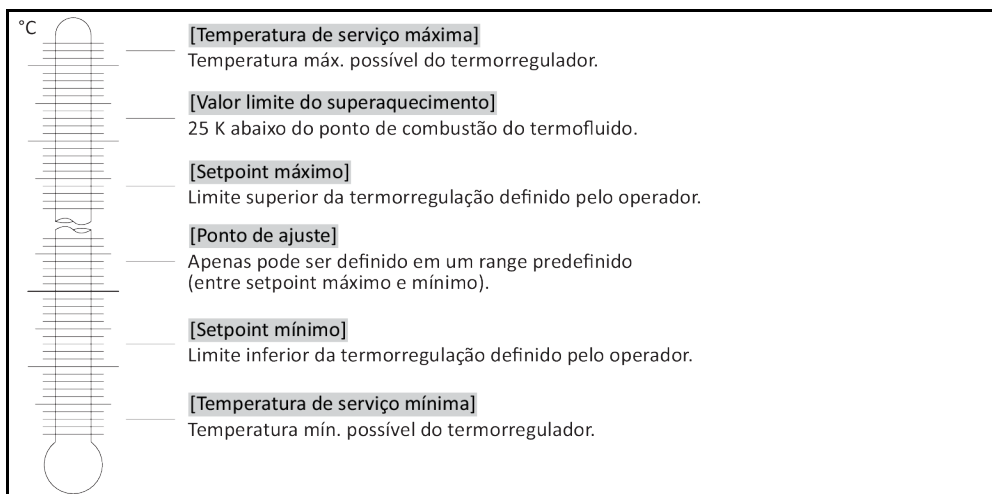 °C
[Temperatura de serviço máxima]
Temperatura máx. possível do termorregulador.
[Valor limite do superaquecimento]
25 K abaixo do ponto de combustão do termofluido.
[Setpoint máximo]
Limite superior da termorregulação definido pelo operador.
[Ponto de ajuste]
Apenas pode ser definido em um range predefinido
(entre setpoint máximo e mínimo).
[Setpoint mínimo]
Limite inferior da termorregulação definido pelo operador.
[Temperatura de serviço mínima]
Temperatura mín. possível do termorregulador.